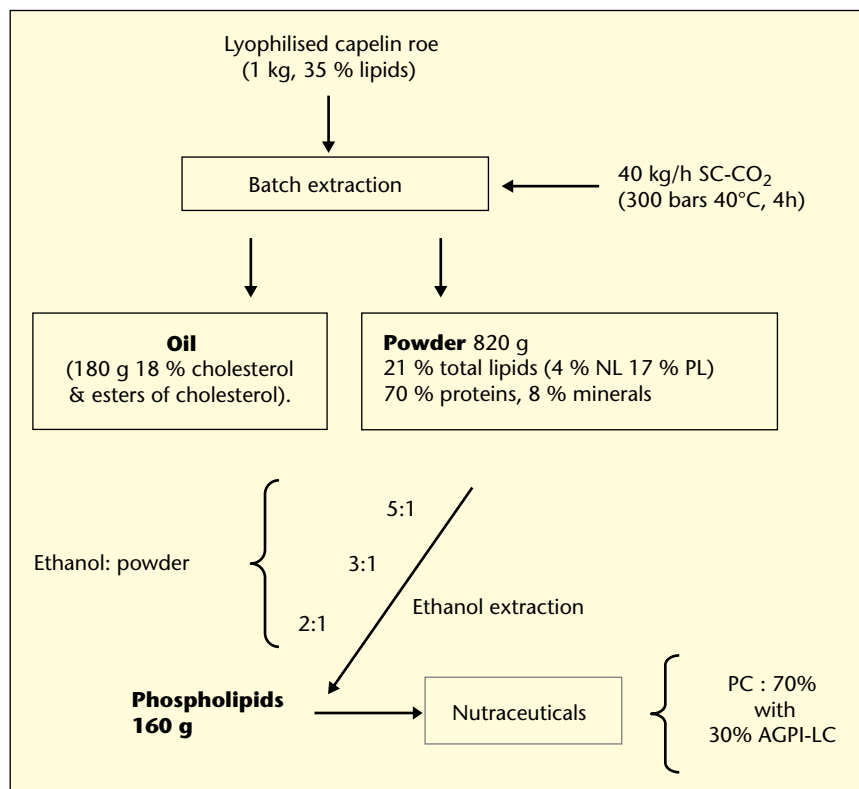 Lyophilised capelin roe
(1 kg, 35 % lipids)
Batch extraction
40 kg/h SC-CO₂
(300 bars 40°C, 4h)
Oil
(180 g 18 % cholesterol
& esters of cholesterol).
Powder 820 g
21 % total lipids (4 % NL 17 % PL)
70 % proteins, 8 % minerals
Ethanol: powder
5:1
3:1
2:1
Ethanol extraction
Phospholipids
160 g
Nutraceuticals
PC : 70%
with
30% AGPI-LC